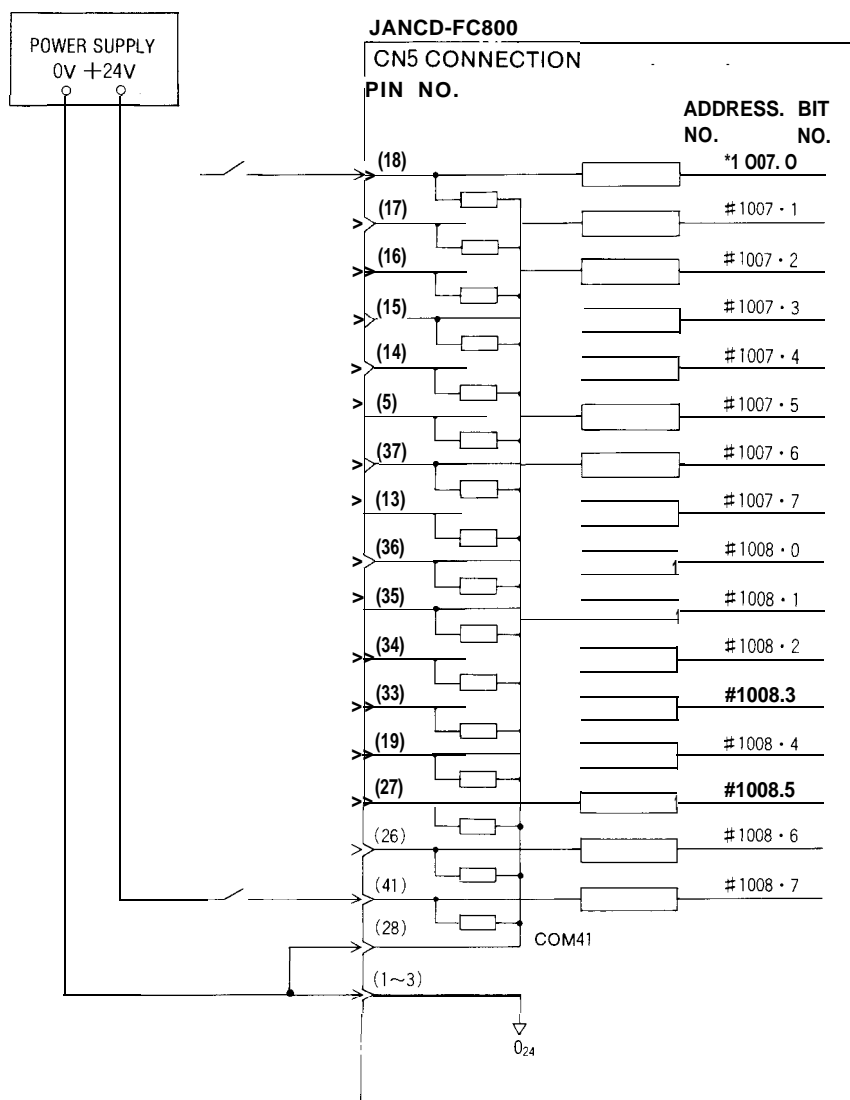 JANCD-FC800
POWER SUPPLY
0V +24V
CN5 CONNECTION
PIN NO.
ADDRESS. BIT
NO. NO.
(18) *1 007. 0
(17) #1007・1
(16) #1007・2
(15) #1007・3
(14) #1007・4
(5) #1007・5
(37) #1007・6
(13) #1007・7
(36) #1008・0
(35) #1008・1
(34) #1008・2
(33) #1008.3
(19) #1008・4
(27) #1008.5
(26) #1008・6
(41) #1008・7
(28)
COM41
(1~3)
024